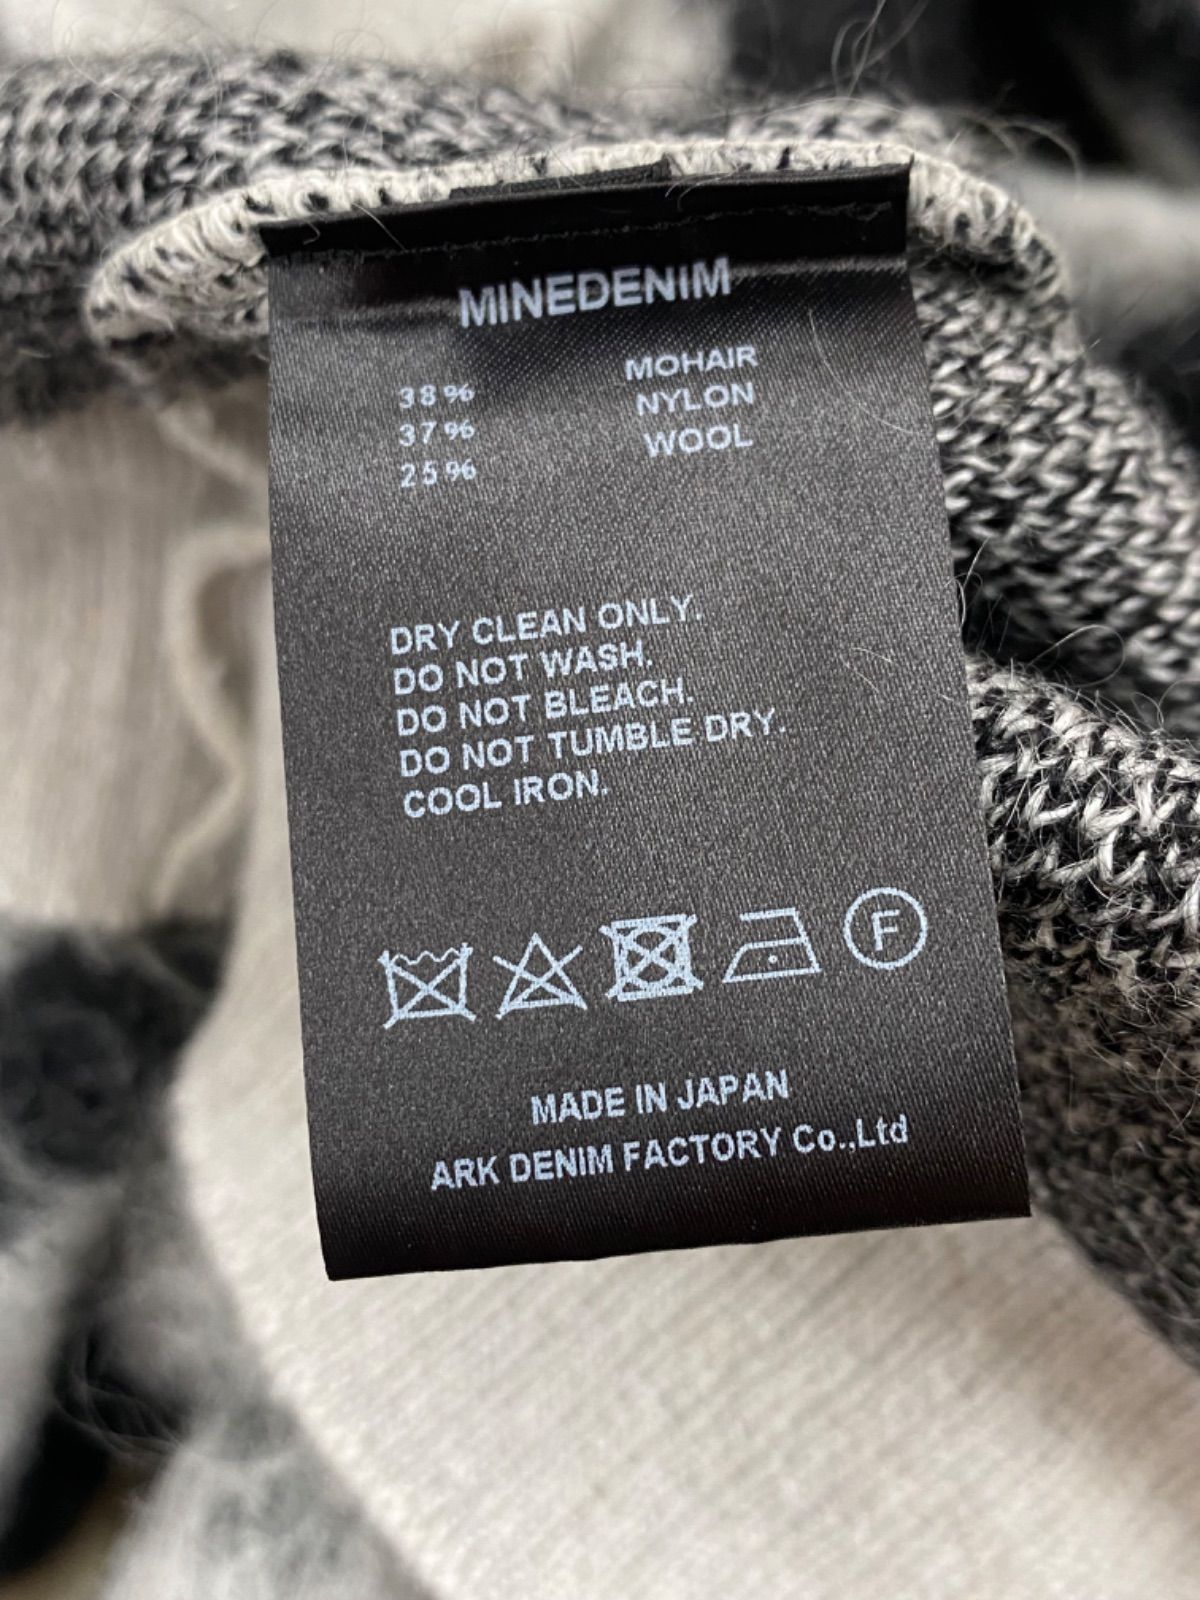 MINEDENIM
38% MOHAIR
37% NYLON
25% WOOL
DRY CLEAN ONLY.
DO NOT WASH.
DO NOT BLEACH.
DO NOT TUMBLE DRY.
COOL IRON.
F
MADE IN JAPAN
ARK DENIM FACTORY Co.,Ltd